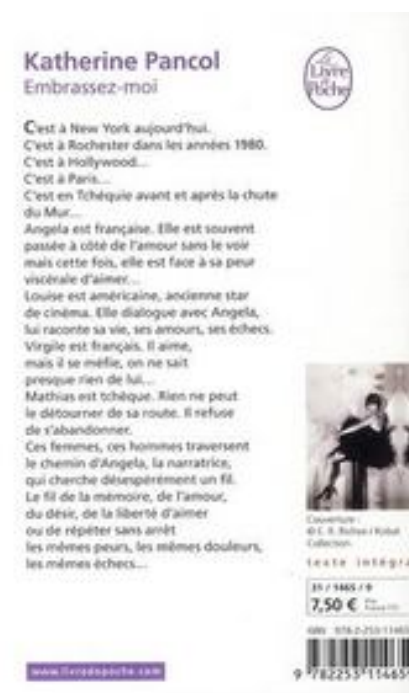 Katherine Pancol
Embrassez-moi
Le
Livre
de
Poche
C'est à New York aujourd'hui.
C'est à Rochester dans les années 1980.
C'est à Hollywood...
C'est à Paris...
C'est en Tchéquie avant et après la chute
du Mur...
Angela est française. Elle est souvent
passée à côté de l'amour sans le voir
mais cette fois, elle est face à sa peur
viscérale d'aimer...
Louise est américaine, ancienne star
de cinéma. Elle dialogue avec Angela,
lui raconte sa vie, ses amours, ses échecs.
Virgile est français. Il aime,
mais il se méfie, on ne sait
presque rien de lui...
Mathias est tchèque. Rien ne peut
le détourner de sa route. Il refuse
de s'abandonner.
Ces femmes, ces hommes traversent
le chemin d'Angela, la narratrice,
qui cherche désespérément un fil.
Le fil de la mémoire, de l'amour,
du désir, de la liberté d'aimer
ou de répéter sans arrêt
les mêmes peurs, les mêmes douleurs,
les mêmes échecs...
Couverture :
Collection.
texte intégra
31 / 1465 / 9
7,50 €
www.livredepoche.com
9 782253 11465